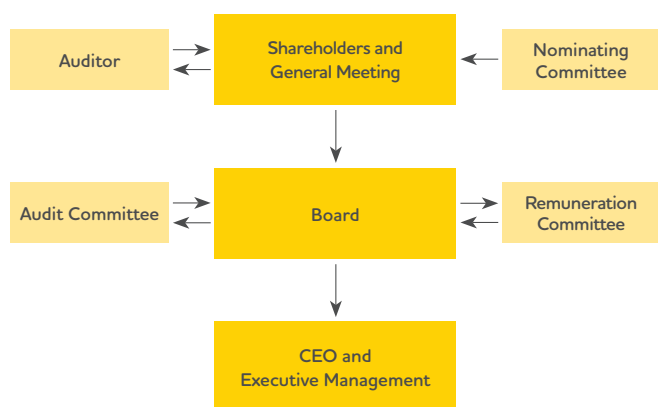 Auditor
Shareholders and
General Meeting
Nominating
Committee
Audit Committee
Board
Remuneration
Committee
CEO and
Executive Management